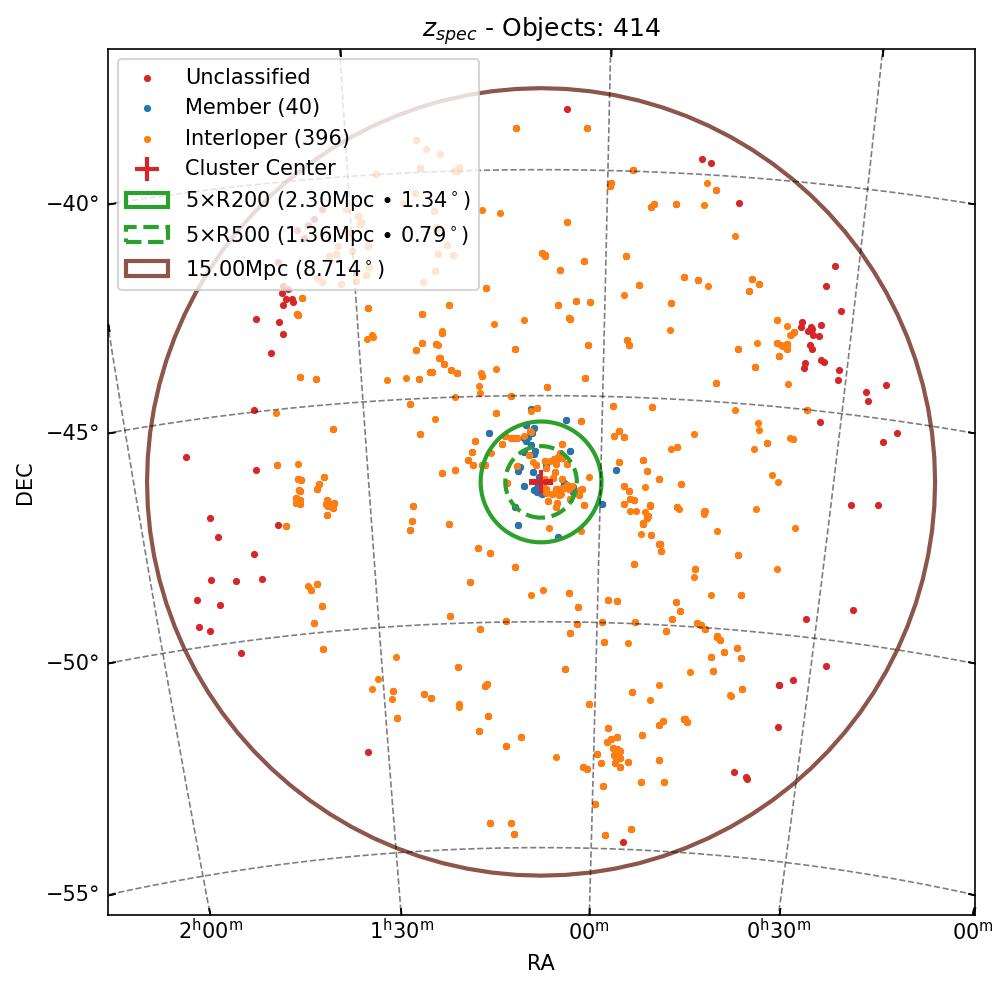 z_spec - Objects: 414
Unclassified
Member (40)
Interloper (396)
Cluster Center
5×R200 (2.30Mpc • 1.34°)
5×R500 (1.36Mpc • 0.79°)
15.00Mpc (8.714°)
−40°
−45°
−50°
−55°
DEC
2h00m 1h30m 00m 0h30m 00m
RA